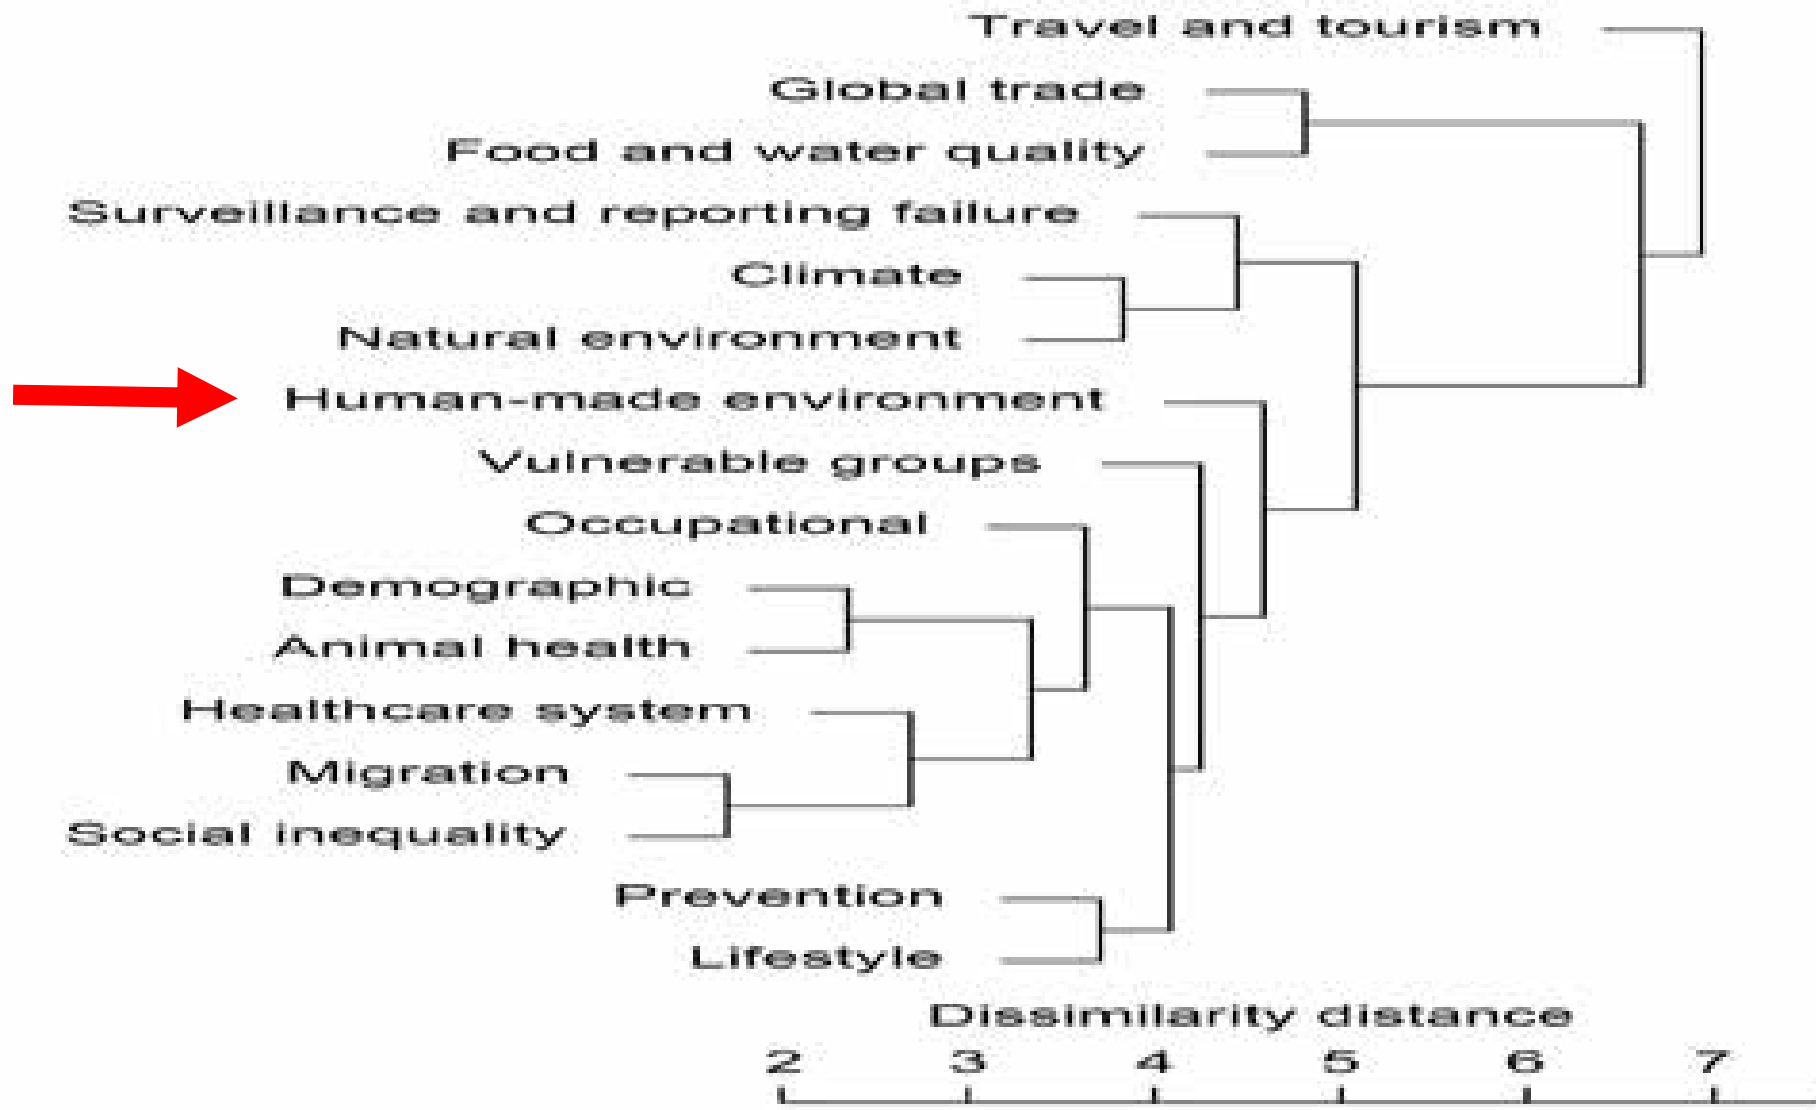 Travel and tourism
Global trade
Food and water quality
Surveillance and reporting failure
Climate
Natural environment
Human-made environment
Vulnerable groups
Occupational
Demographic
Animal health
Healthcare system
Migration
Social inequality
Prevention
Lifestyle
Dissimilarity distance
2 3 4 5 6 7